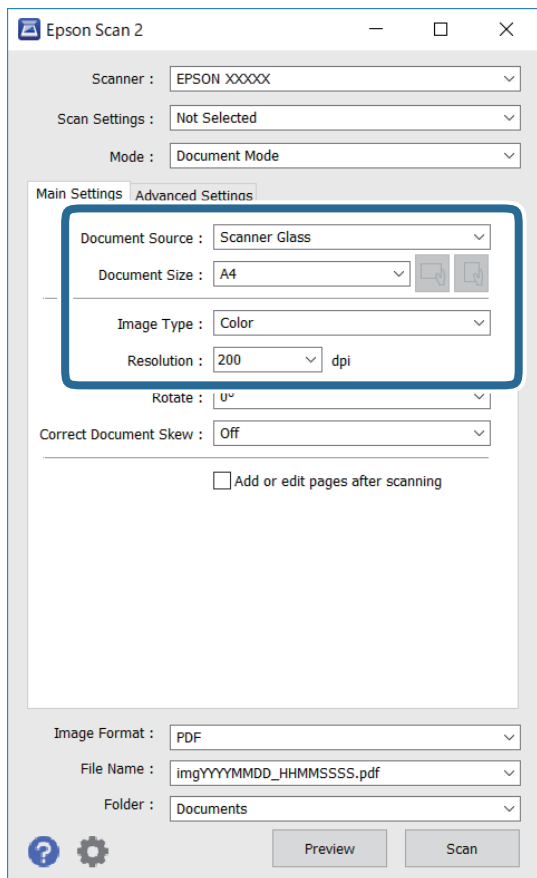 Epson Scan 2
Scanner : EPSON XXXXX
Scan Settings : Not Selected
Mode : Document Mode
Main Settings Advanced Settings
Document Source : Scanner Glass
Document Size : A4
Image Type : Color
Resolution : 200 dpi
Rotate : 0°
Correct Document Skew : Off
Add or edit pages after scanning
Image Format : PDF
File Name : imgYYYYMMDD_HHMMSSSS.pdf
Folder : Documents
? Preview Scan